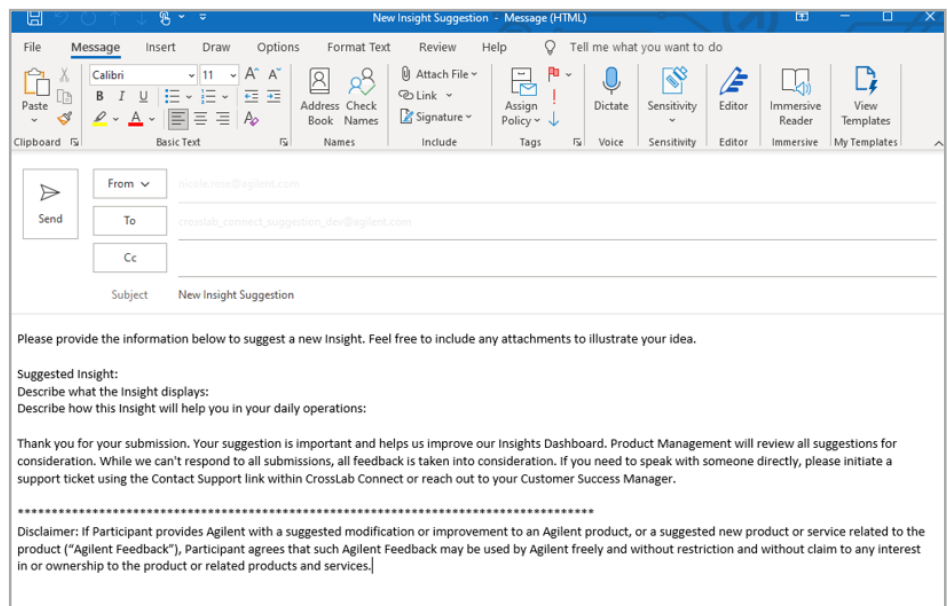 New Insight Suggestion - Message (HTML)
File Message Insert Draw Options Format Text Review Help Tell me what you want to do
Calibri 11 A^ A˅ Attach File
Paste B I U Address Book Check Names Link Assign Policy Dictate Sensitivity Editor Immersive Reader View Templates
A Signature
Clipboard Basic Text Names Include Tags Voice Sensitivity Editor Immersive My Templates
From nicola.rese@agilent.com
Send To crosslab_connect_suggestion_dev@agilent.com
Cc
Subject New Insight Suggestion
Please provide the information below to suggest a new Insight. Feel free to include any attachments to illustrate your idea.
Suggested Insight:
Describe what the Insight displays:
Describe how this Insight will help you in your daily operations:
Thank you for your submission. Your suggestion is important and helps us improve our Insights Dashboard. Product Management will review all suggestions for
consideration. While we can't respond to all submissions, all feedback is taken into consideration. If you need to speak with someone directly, please initiate a
support ticket using the Contact Support link within CrossLab Connect or reach out to your Customer Success Manager.
*************************************************************************************
Disclaimer: If Participant provides Agilent with a suggested modification or improvement to an Agilent product, or a suggested new product or service related to the
product (“Agilent Feedback”), Participant agrees that such Agilent Feedback may be used by Agilent freely and without restriction and without claim to any interest
in or ownership to the product or related products and services.